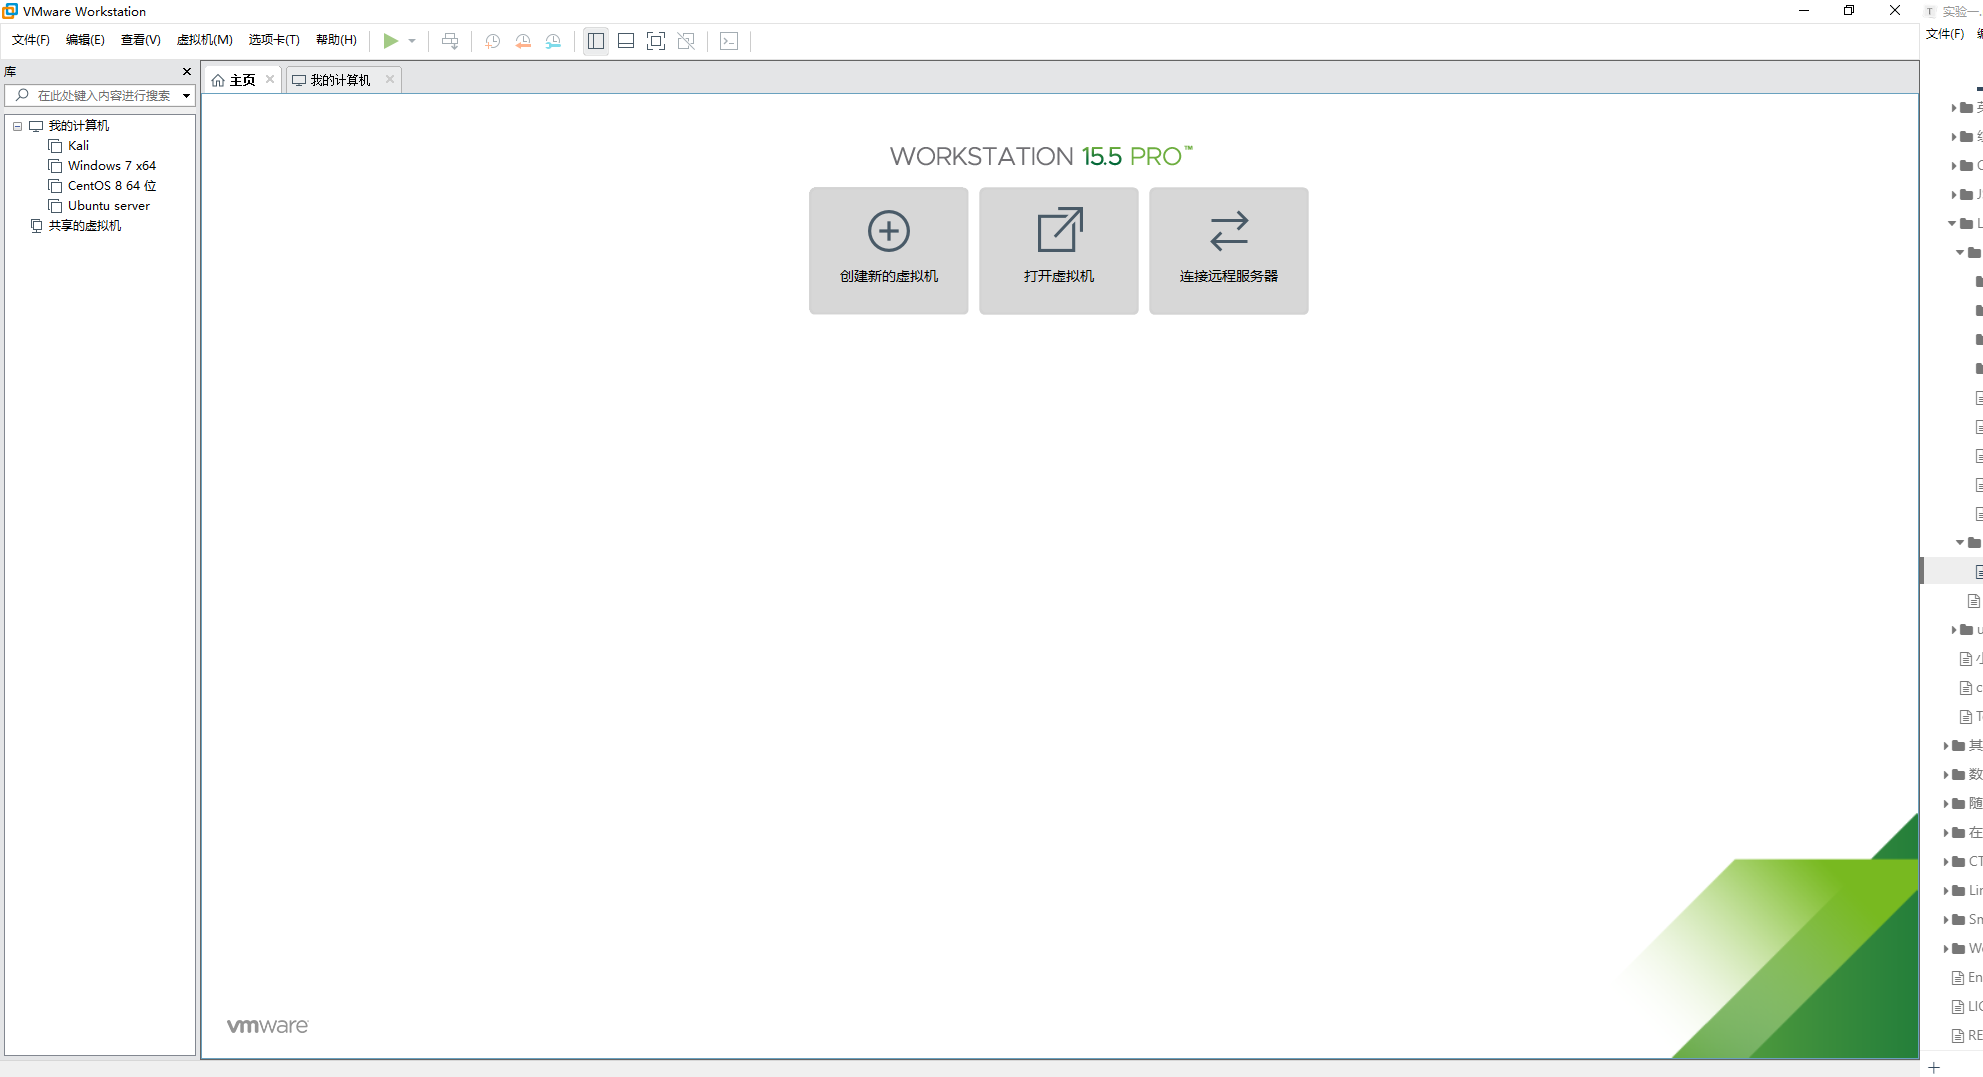 VMware Workstation
文件(F) 编辑(E) 查看(V) 虚拟机(M) 选项卡(T) 帮助(H)
库
在此处键入内容进行搜索
我的计算机
Kali
Windows 7 x64
CentOS 8 64 位
Ubuntu server
共享的虚拟机
主页
我的计算机
WORKSTATION 15.5 PRO™
创建新的虚拟机
打开虚拟机
连接远程服务器
vmware
T 实验一.
文件(F)
J
L
u
小
c
T
其
数
随
在
CT
Lin
Sn
We
En
LIC
RE